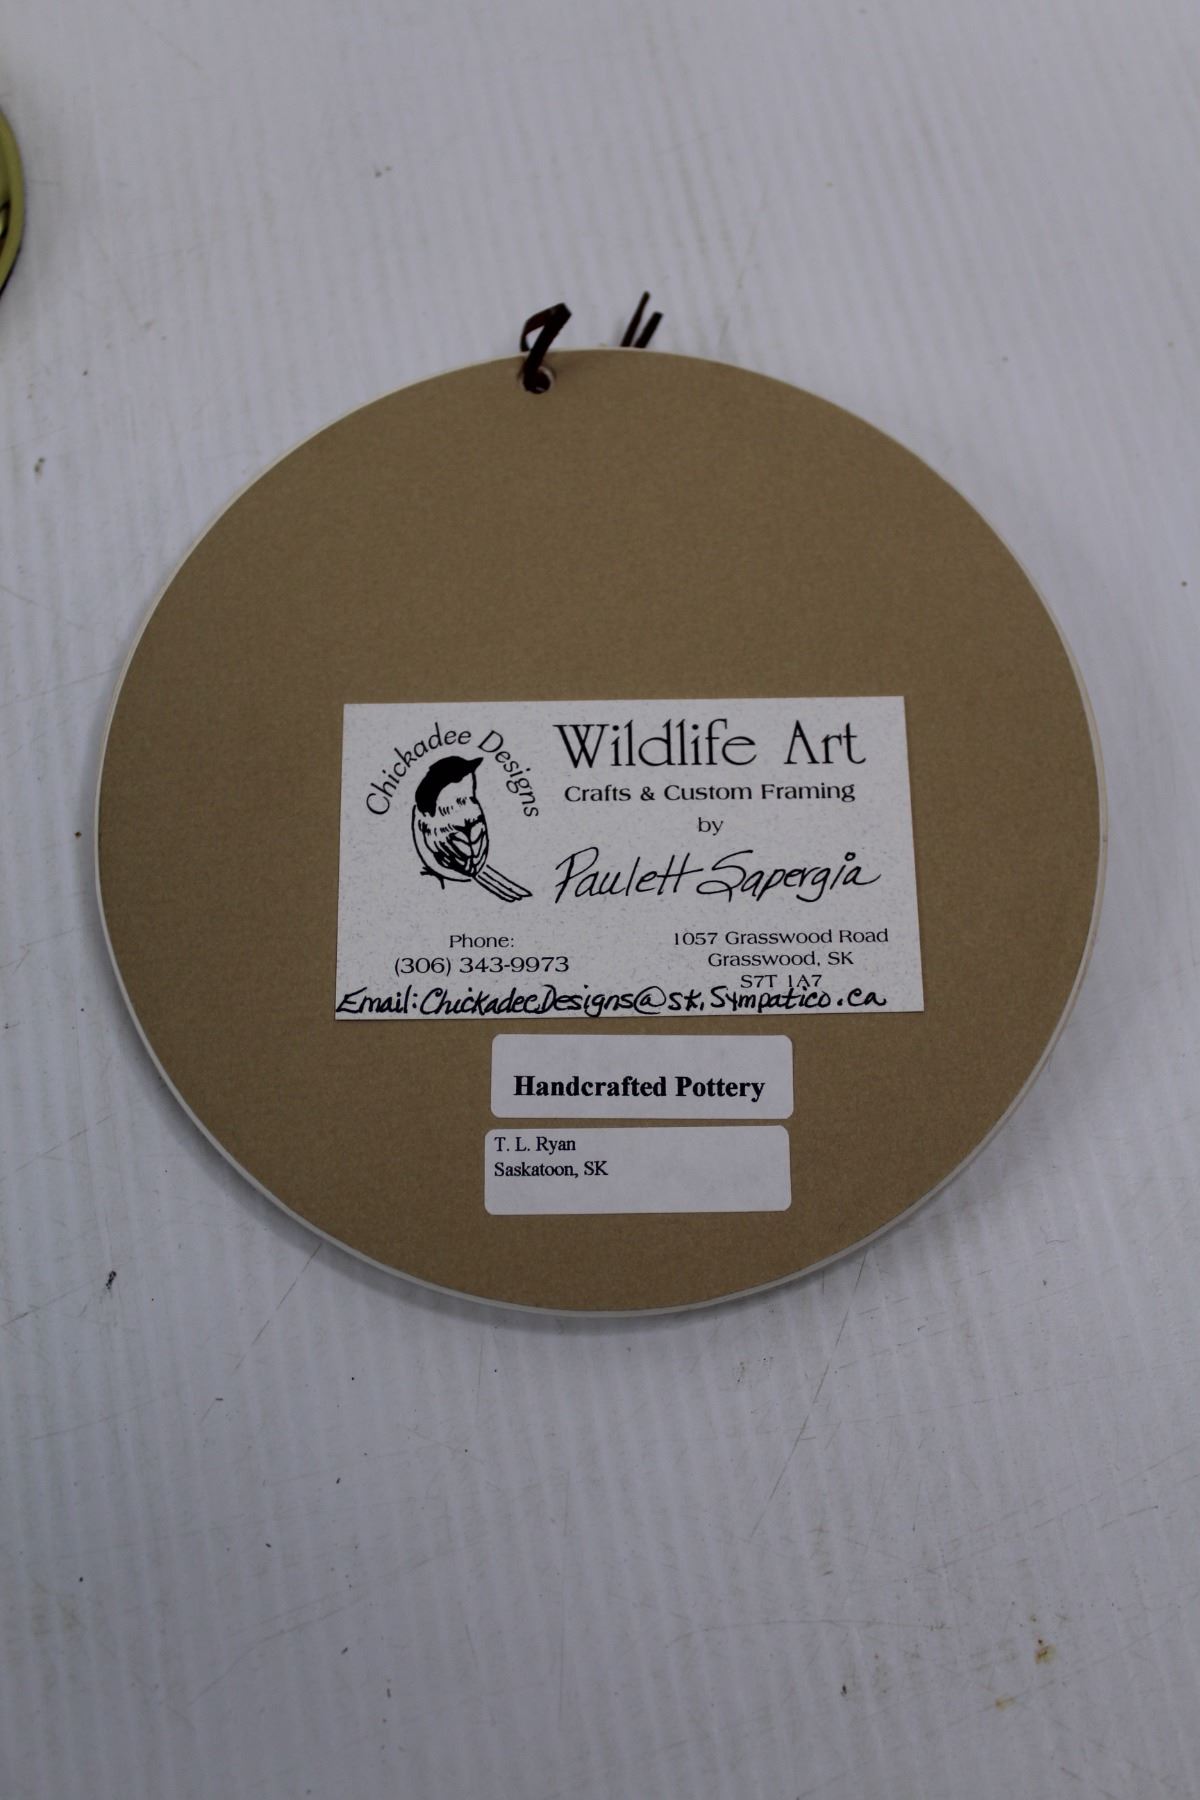 Chickadee Designs
Wildlife Art
Crafts & Custom Framing
by
Paulett Sapergia
Phone:
(306) 343-9973
1057 Grasswood Road
Grasswood, SK
S7T 1A7
Email: ChickadeeDesigns@sk.Sympatico.ca
Handcrafted Pottery
T. L. Ryan
Saskatoon, SK